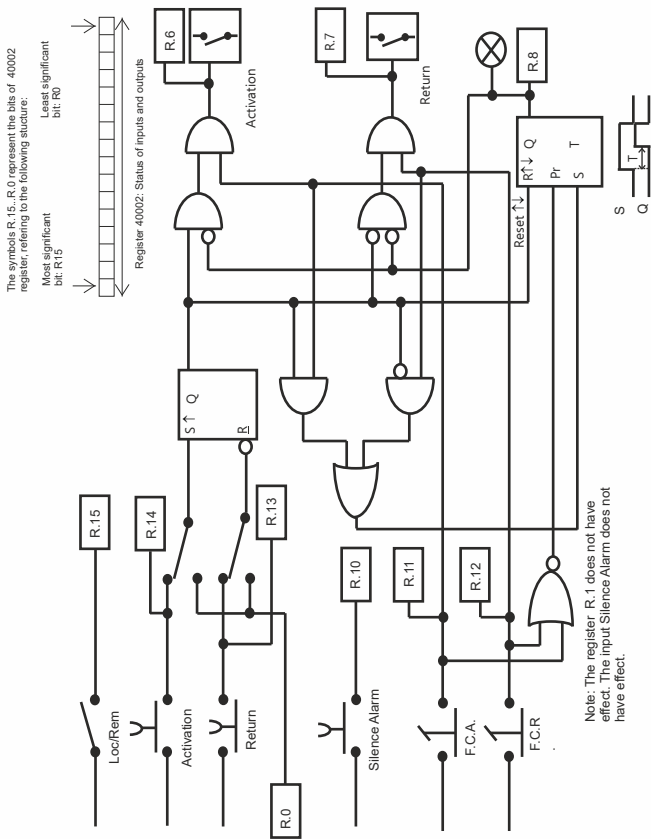 The symbols R.15...R.0 represent the bits of 40002
register, refering to the following stucture:
Most significant
bit: R15
Least significant
bit: R0
Register 40002: Status of inputs and outputs
Loc/Rem
R.15
Activation
R.14
Return
R.13
R.0
Silence Alarm
R.10
F.C.A.
R.11
F.C.R
.
R.12
S ↑ Q
R
R.6
Activation
R.7
Return
R.8
Reset ↑↓
R↑↓ Q
Pr
S T
S
Q
T
Note: The register R.1 does not have
effect. The input Silence Alarm does not
have effect.